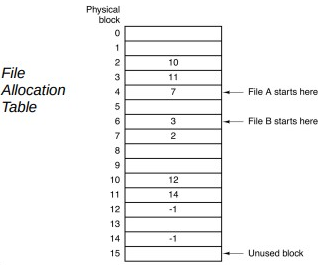 Physical
block
0
1
2 10
File 3 11
Allocation 4 7 File A starts here
Table 5
6 3 File B starts here
7 2
8
9
10 12
11 14
12 -1
13
14 -1
15 Unused block